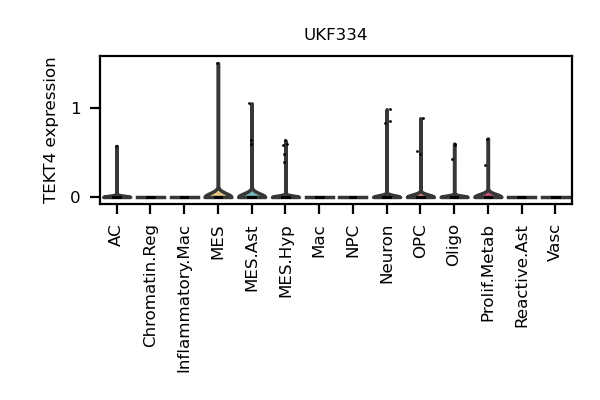 UKF334
TEKT4 expression
1
0
AC
Chromatin.Reg
Inflammatory.Mac
MES
MES.Ast
MES.Hyp
Mac
NPC
Neuron
OPC
Oligo
Prolif.Metab
Reactive.Ast
Vasc